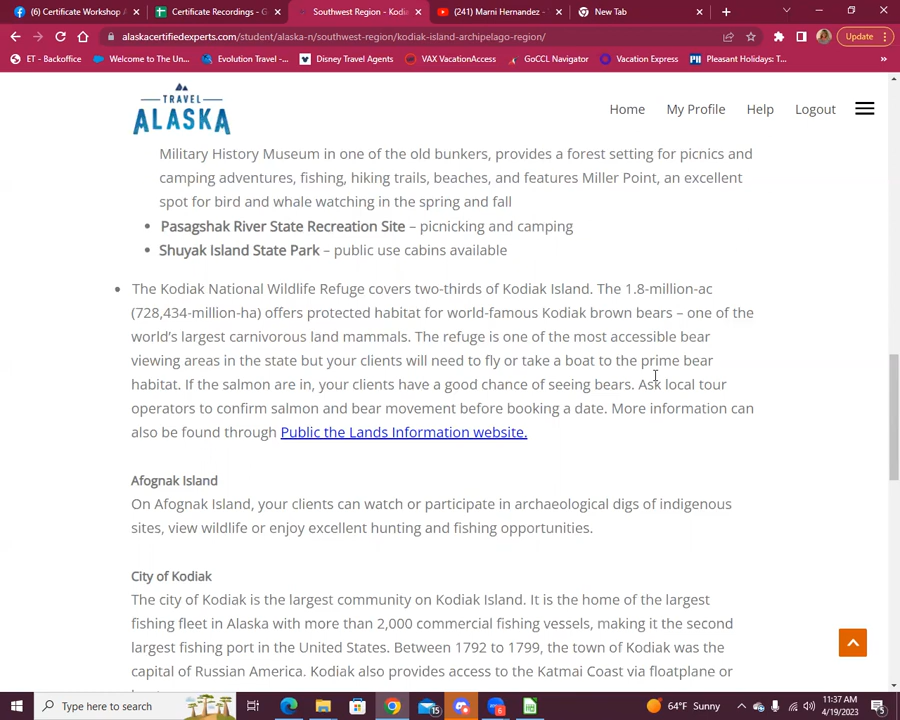 (6) Certificate Workshop A
Certificate Recordings - G
Southwest Region - Kodia
(241) Marni Hernandez -
New Tab
alaskacertifiedexperts.com/student/alaska-n/southwest-region/kodiak-island-archipelago-region/
Update
ET - Backoffice
Welcome to The Un...
Evolution Travel -...
Disney Travel Agents
VAX VacationAccess
GoCCL Navigator
Vacation Express
Pleasant Holidays: T...
TRAVEL
ALASKA
Home
My Profile
Help
Logout
Military History Museum in one of the old bunkers, provides a forest setting for picnics and
camping adventures, fishing, hiking trails, beaches, and features Miller Point, an excellent
spot for bird and whale watching in the spring and fall
• Pasagshak River State Recreation Site – picnicking and camping
• Shuyak Island State Park – public use cabins available
• The Kodiak National Wildlife Refuge covers two-thirds of Kodiak Island. The 1.8-million-ac
(728,434-million-ha) offers protected habitat for world-famous Kodiak brown bears – one of the
world's largest carnivorous land mammals. The refuge is one of the most accessible bear
viewing areas in the state but your clients will need to fly or take a boat to the prime bear
habitat. If the salmon are in, your clients have a good chance of seeing bears. Ask local tour
operators to confirm salmon and bear movement before booking a date. More information can
also be found through Public the Lands Information website.
Afognak Island
On Afognak Island, your clients can watch or participate in archaeological digs of indigenous
sites, view wildlife or enjoy excellent hunting and fishing opportunities.
City of Kodiak
The city of Kodiak is the largest community on Kodiak Island. It is the home of the largest
fishing fleet in Alaska with more than 2,000 commercial fishing vessels, making it the second
largest fishing port in the United States. Between 1792 to 1799, the town of Kodiak was the
capital of Russian America. Kodiak also provides access to the Katmai Coast via floatplane or
Type here to search
15
6
64°F Sunny
11:37 AM
4/19/2023
5